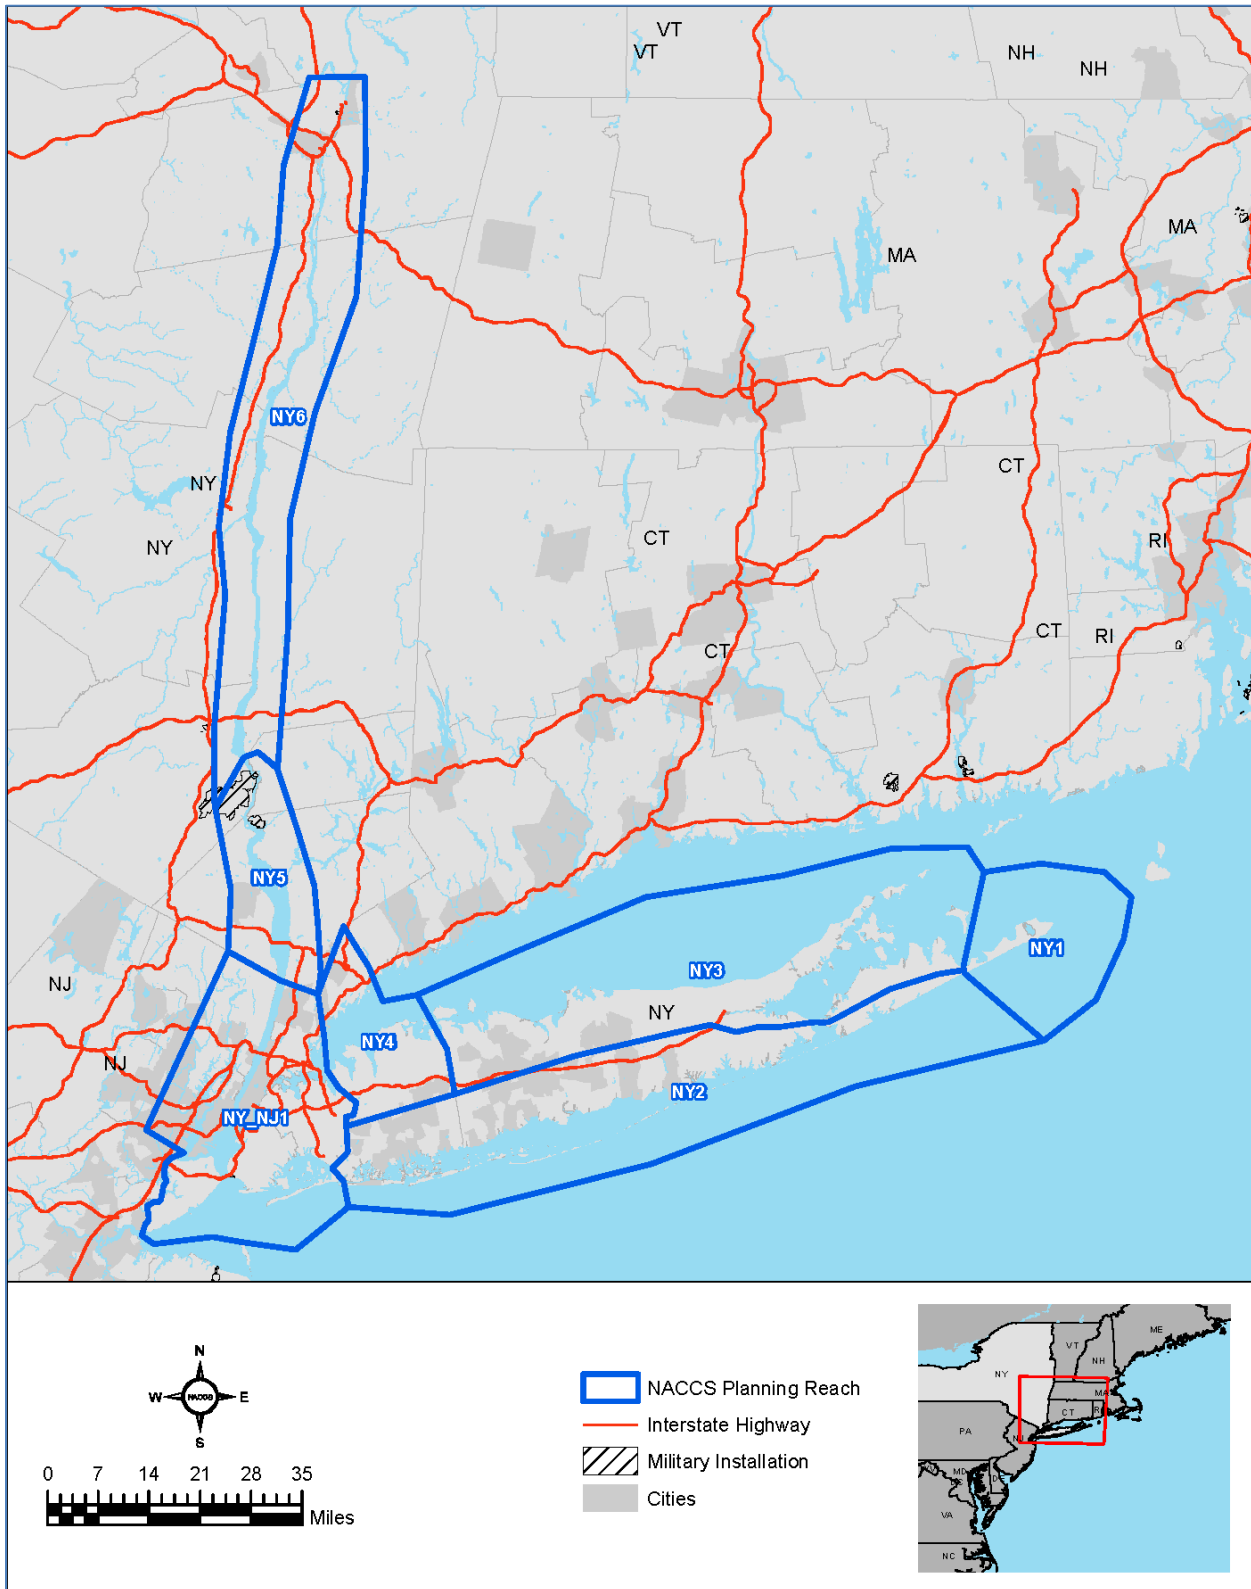 VT
VT
NH
NH
MA
MA
NY6
NY
CT
NY
CT
RI
CT
RI
CT
NY5
NY1
NY3
NJ
NY
NY4
NJ
NY2
NY_NJ1
N
W NACCS E
S
0 7 14 21 28 35
Miles
NACCS Planning Reach
Interstate Highway
Military Installation
Cities
ME
VT
NH
NY
MA
CT
PA
NJ
MD
VA
NC